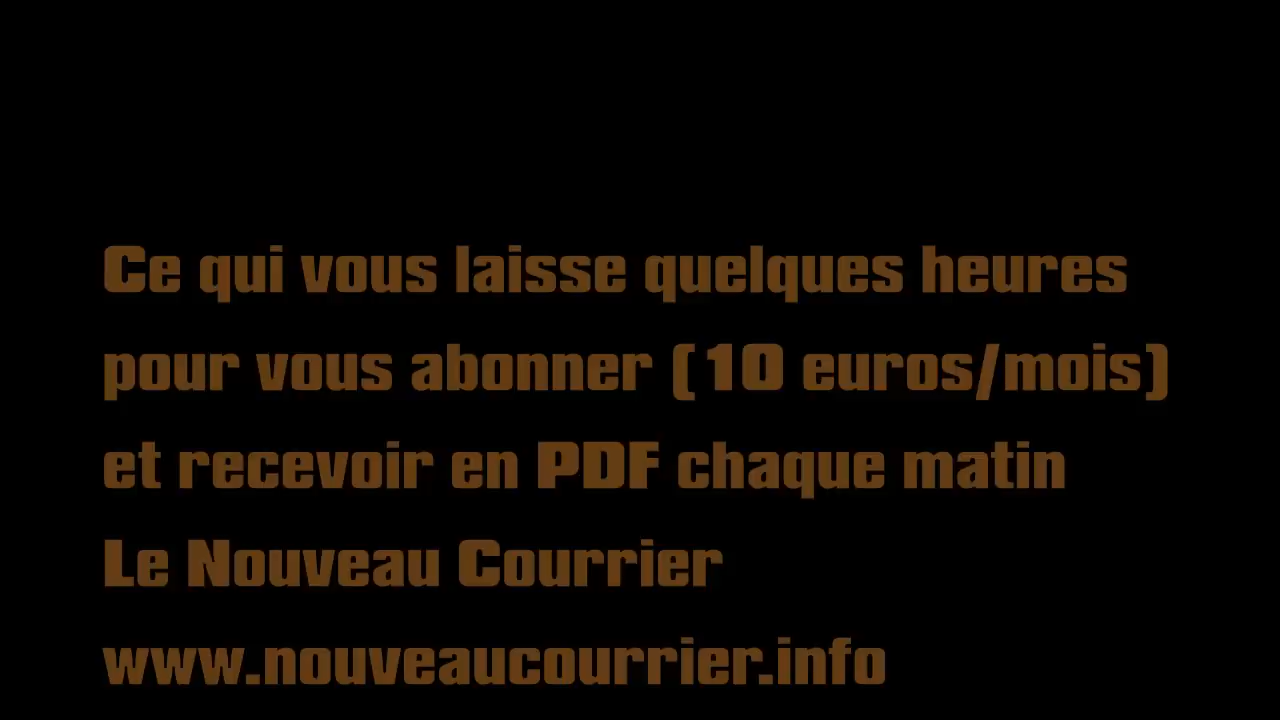 Ce qui vous laisse quelques heures
pour vous abonner (10 euros/mois)
et recevoir en PDF chaque matin
Le Nouveau Courrier
www.nouveaucourrier.info